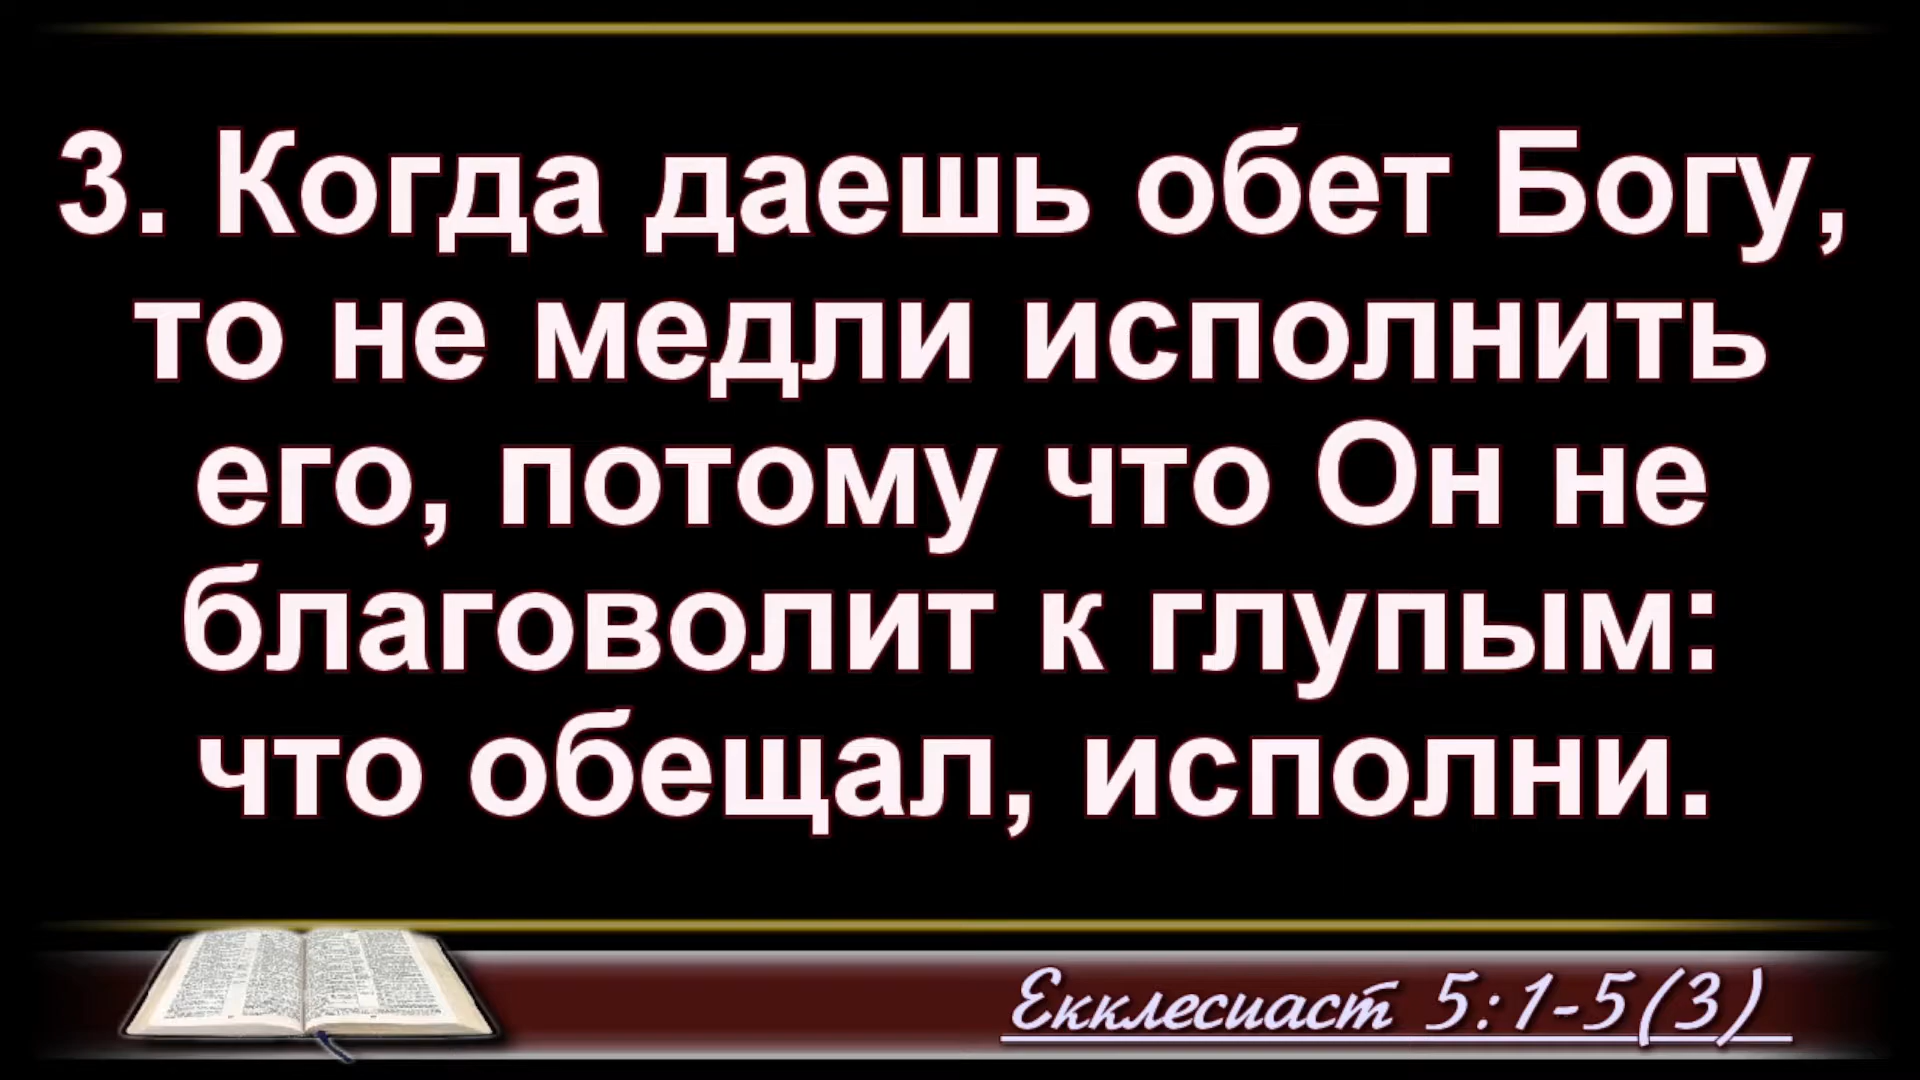 3. Когда даешь обет Богу,
то не медли исполнить
его, потому что Он не
благоволит к глупым:
что обещал, исполни.
Екклесиаст 5:1-5(3)